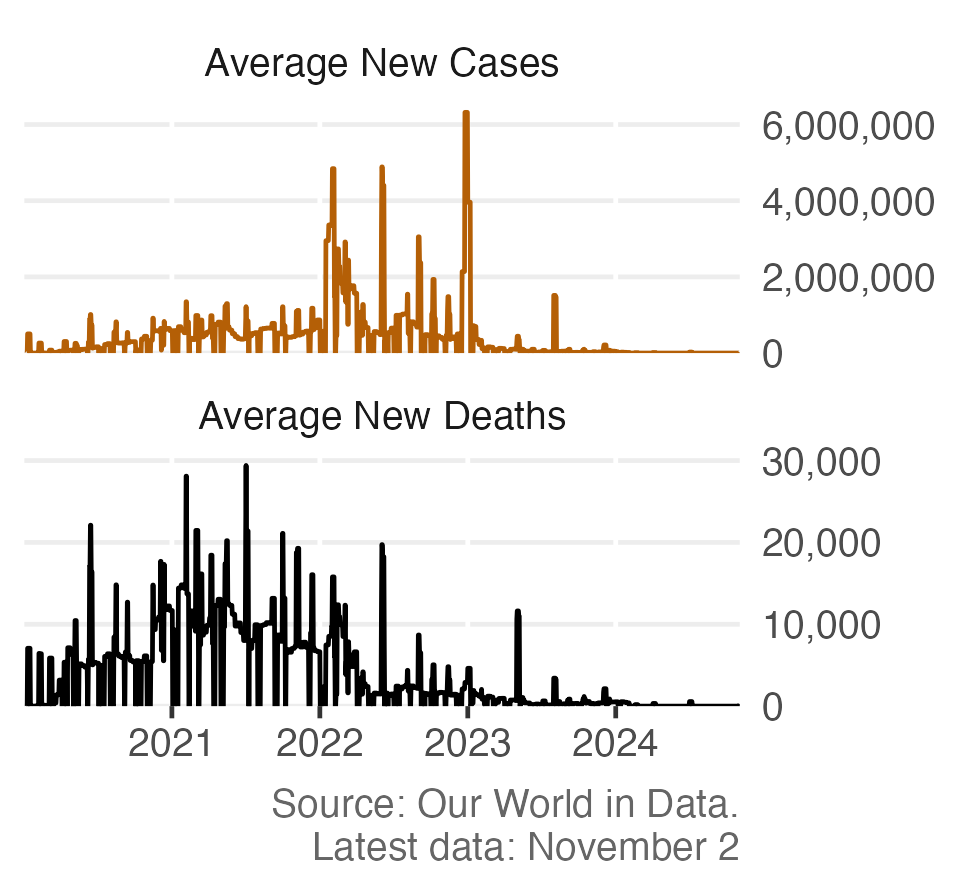 Average New Cases
6,000,000
4,000,000
2,000,000
0
Average New Deaths
30,000
20,000
10,000
0
2021 2022 2023 2024
Source: Our World in Data.
Latest data: November 2